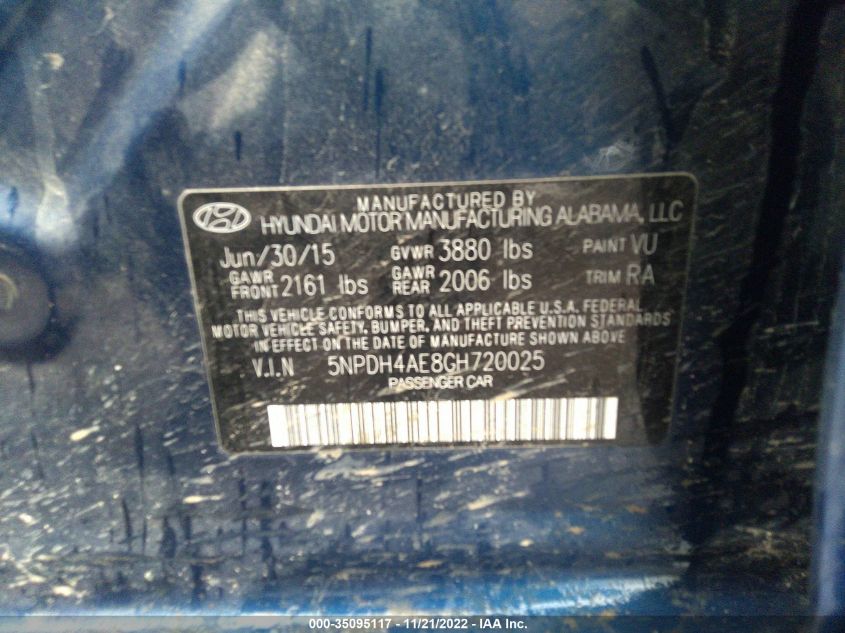 MANUFACTURED BY
HYUNDAI MOTOR MANUFACTURING ALABAMA, LLC
Jun/30/15 GVWR 3880 lbs PAINT VU
GAWR FRONT 2161 lbs GAWR REAR 2006 lbs TRIM RA
THIS VEHICLE CONFORMS TO ALL APPLICABLE U.S.A. FEDERAL
MOTOR VEHICLE SAFETY, BUMPER, AND THEFT PREVENTION STANDARDS
IN EFFECT ON THE DATE OF MANUFACTURE SHOWN ABOVE
V.I.N 5NPDH4AE8GH720025
PASSENGER CAR
000-35095117 - 11/21/2022 - IAA Inc.